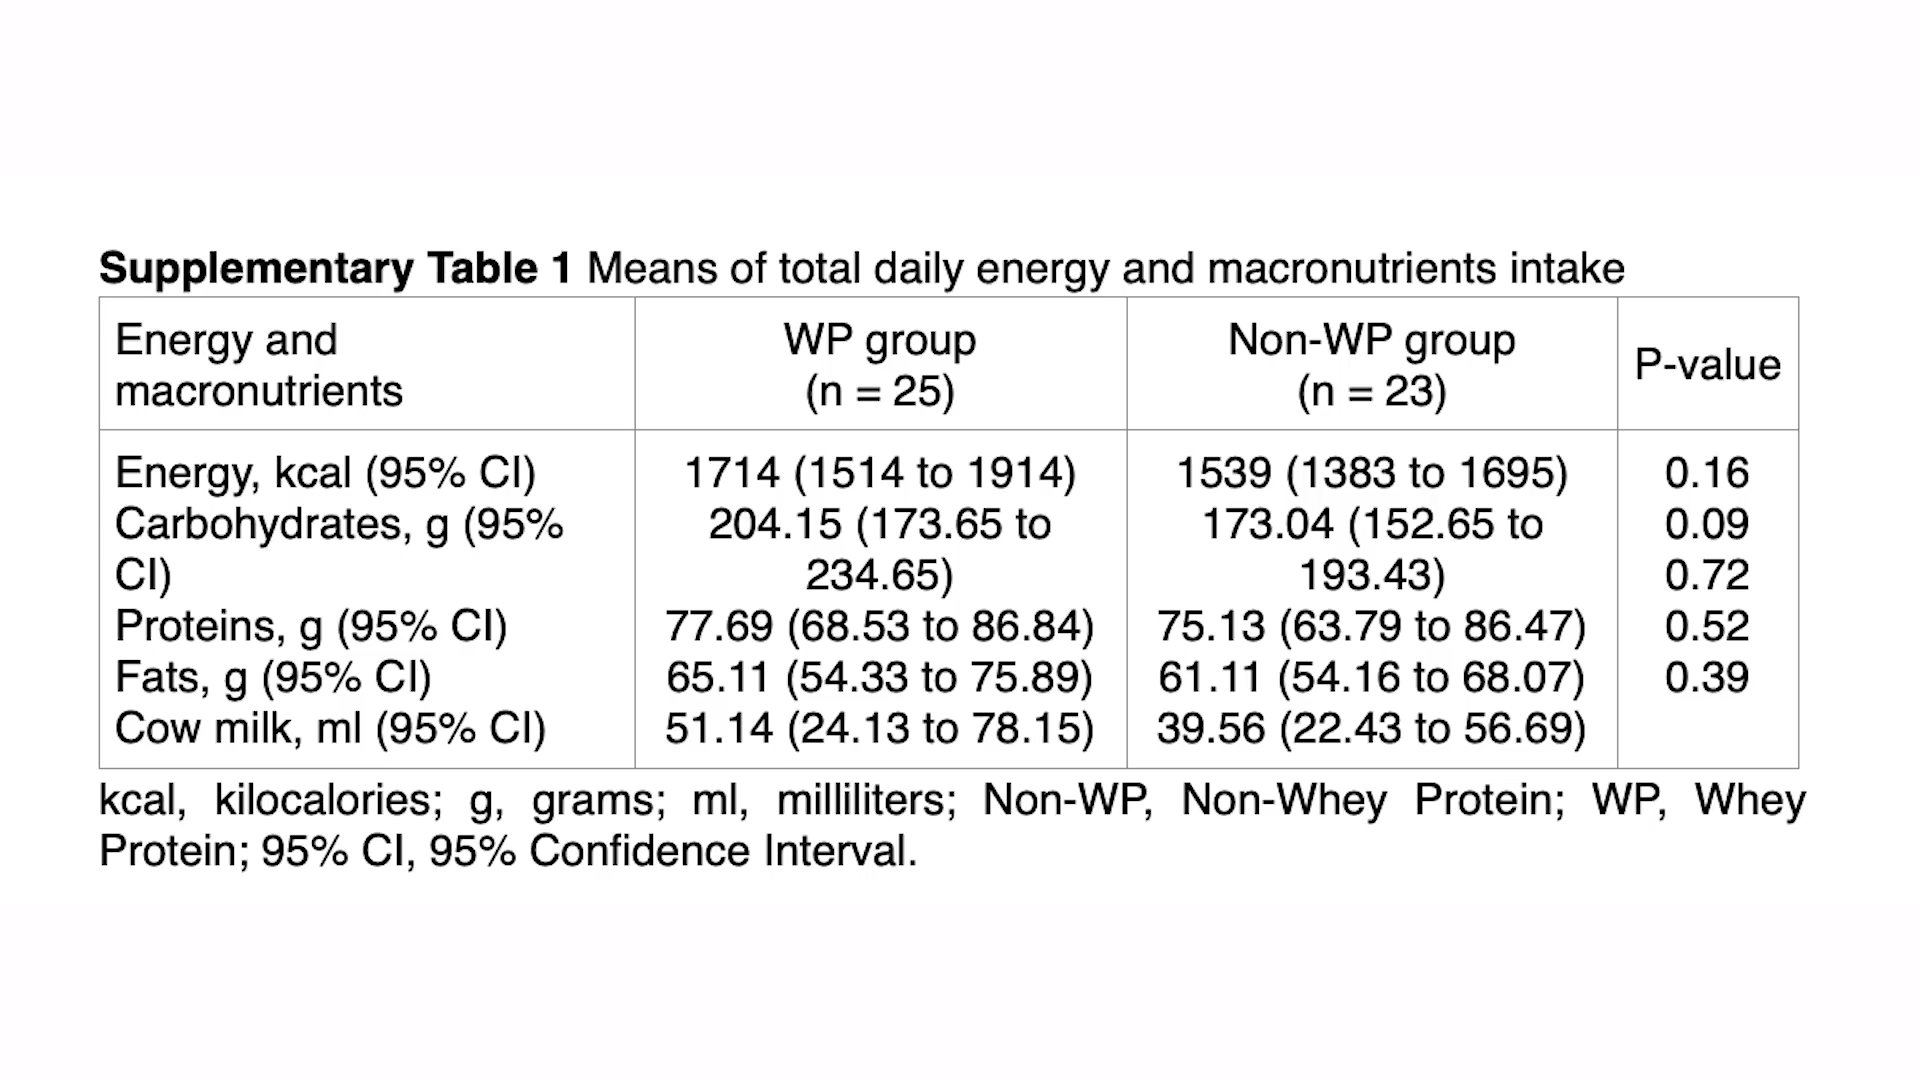 Supplementary Table 1 Means of total daily energy and macronutrients intake
Energy and macronutrients | WP group (n = 25) | Non-WP group (n = 23) | P-value
Energy, kcal (95% CI) 1714 (1514 to 1914) 1539 (1383 to 1695) 0.16
Carbohydrates, g (95% 204.15 (173.65 to 173.04 (152.65 to 0.09
CI) 234.65) 193.43) 0.72
Proteins, g (95% CI) 77.69 (68.53 to 86.84) 75.13 (63.79 to 86.47) 0.52
Fats, g (95% CI) 65.11 (54.33 to 75.89) 61.11 (54.16 to 68.07) 0.39
Cow milk, ml (95% CI) 51.14 (24.13 to 78.15) 39.56 (22.43 to 56.69)
kcal, kilocalories; g, grams; ml, milliliters; Non-WP, Non-Whey Protein; WP, Whey
Protein; 95% CI, 95% Confidence Interval.